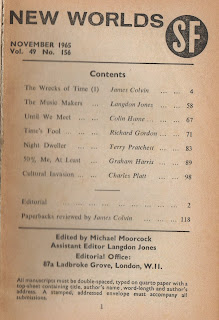 NEW WORLDS SF
NOVEMBER 1965
Vol. 49 No. 156
Contents
The Wrecks of Time (1) James Colvin ... ... 4
The Music Makers ... Langdon Jones ... 58
Until We Meet ... ... Colin Hume ... ... 67
Time's Fool ... ... Richard Gordon ... 71
Night Dweller ... Terry Pratchett ... 83
50% Me, At Least ... Graham Harris ... 89
Cultural Invasion ... ... Charles Platt ... ... 98
Editorial ... ... ... ... ... 2
Paperbacks reviewed by James Colvin ... ... 118
Edited by Michael Moorcock
Assistant Editor Langdon Jones
Editorial Office:
87a Ladbroke Grove, London, W.11.
All manuscripts must be double-spaced, typed on quarto paper with a
top-sheet containing title, author's name, word-length and author's
address. A stamped, addressed envelope must accompany all
submissions.
1